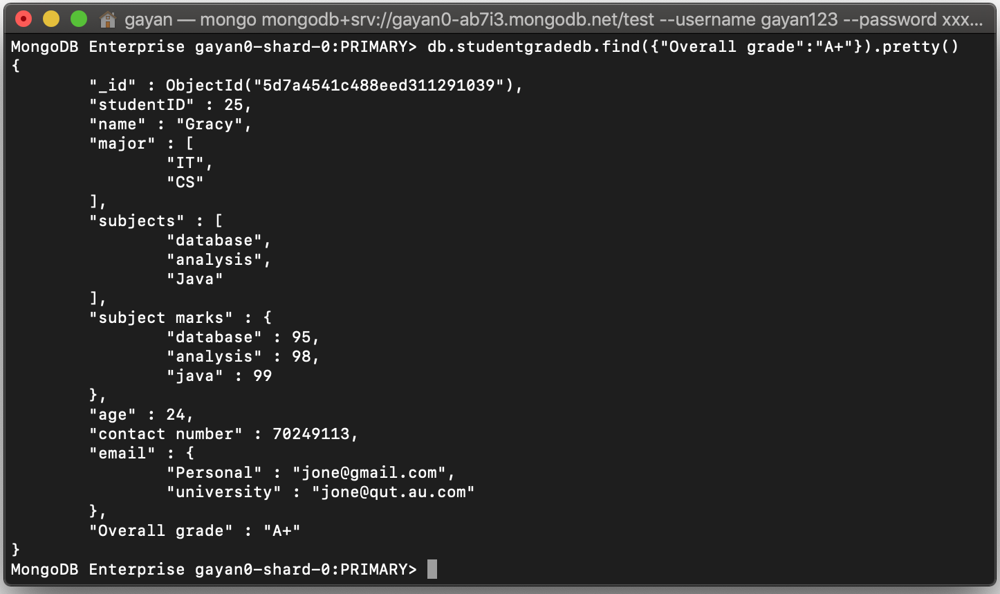 gayan — mongo mongodb+srv://gayan0-ab7i3.mongodb.net/test --username gayan123 --password xxx...
MongoDB Enterprise gayan0-shard-0:PRIMARY> db.studentgradedb.find({"Overall grade":"A+"}).pretty()
{
        "_id" : ObjectId("5d7a4541c488eed311291039"),
        "studentID" : 25,
        "name" : "Gracy",
        "major" : [
                "IT",
                "CS"
        ],
        "subjects" : [
                "database",
                "analysis",
                "Java"
        ],
        "subject marks" : {
                "database" : 95,
                "analysis" : 98,
                "java" : 99
        },
        "age" : 24,
        "contact number" : 70249113,
        "email" : {
                "Personal" : "jone@gmail.com",
                "university" : "jone@qut.au.com"
        },
        "Overall grade" : "A+"
}
MongoDB Enterprise gayan0-shard-0:PRIMARY>